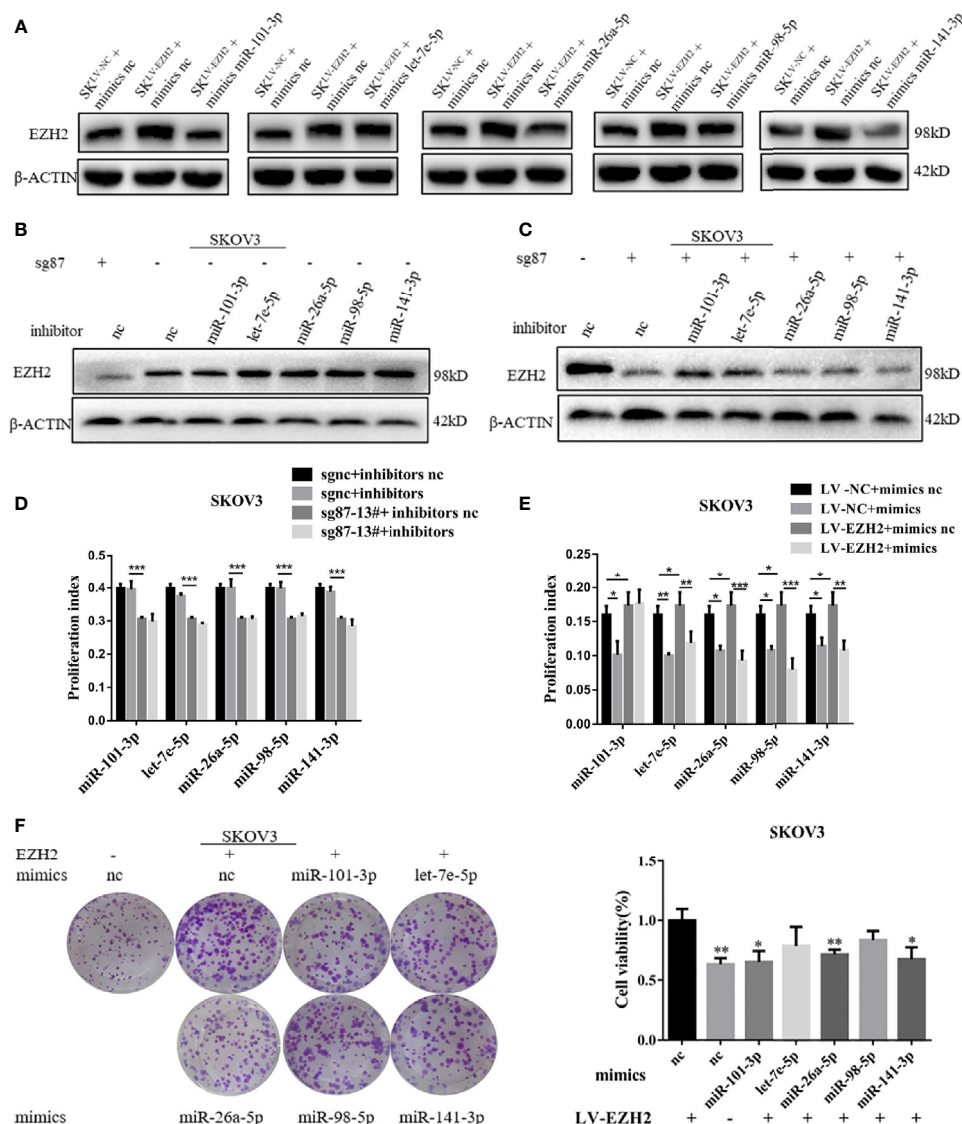 A
SK^LV-NC + mimics nc
SK^LV-EZH2 + mimics nc
SK^LV-EZH2 + mimics miR-101-3p
SK^LV-NC + mimics nc
SK^LV-EZH2 + mimics nc
SK^LV-EZH2 + mimics let-7e-5p
SK^LV-NC + mimics nc
SK^LV-EZH2 + mimics nc
SK^LV-EZH2 + mimics miR-26a-5p
SK^LV-NC + mimics nc
SK^LV-EZH2 + mimics nc
SK^LV-EZH2 + mimics miR-98-5p
SK^LV-NC + mimics nc
SK^LV-EZH2 + mimics nc
SK^LV-EZH2 + mimics miR-141-3p
EZH2 98kD
β-ACTIN 42kD
B
SKOV3
sg87 + - - - - - -
inhibitor nc nc miR-101-3p let-7e-5p miR-26a-5p miR-98-5p miR-141-3p
EZH2 98kD
β-ACTIN 42kD
C
SKOV3
sg87 - + + + + + +
inhibitor nc nc miR-101-3p let-7e-5p miR-26a-5p miR-98-5p miR-141-3p
EZH2 98kD
β-ACTIN 42kD
D
SKOV3
sgnc+inhibitors nc
sgnc+inhibitors
sg87-13#+inhibitors nc
sg87-13#+inhibitors
Proliferation index
0.6
0.4
0.3
0.2
0.1
0.0
*** *** *** *** ***
miR-101-3p let-7e-5p miR-26a-5p miR-98-5p miR-141-3p
E
SKOV3
LV -NC+mimics nc
LV-NC+mimics
LV-EZH2+mimics nc
LV-EZH2+mimics
Proliferation index
0.25
0.20
0.15
0.10
0.05
0.00
* * * * *
* ** ** * *** * *** * **
miR-101-3p let-7e-5p miR-26a-5p miR-98-5p miR-141-3p
F
SKOV3
EZH2 - + + +
mimics nc nc miR-101-3p let-7e-5p
mimics miR-26a-5p miR-98-5p miR-141-3p
SKOV3
Cell viability(%)
1.5
1.0
0.5
0.0
** * ** *
mimics nc nc miR-101-3p let-7e-5p miR-26a-5p miR-98-5p miR-141-3p
LV-EZH2 + - + + + + +